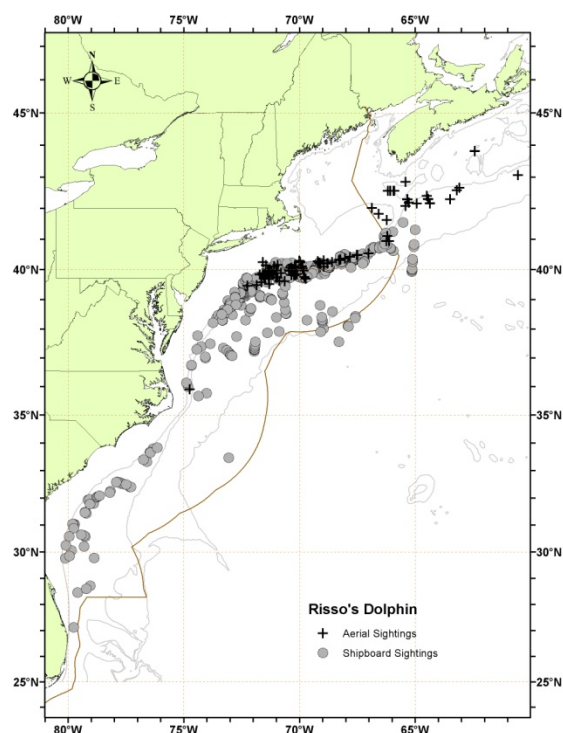 80°W 75°W 70°W 65°W
N
W E
S
45°N 45°N
40°N 40°N
35°N 35°N
30°N 30°N
Risso's Dolphin
Aerial Sightings
Shipboard Sightings
25°N 25°N
80°W 75°W 70°W 65°W